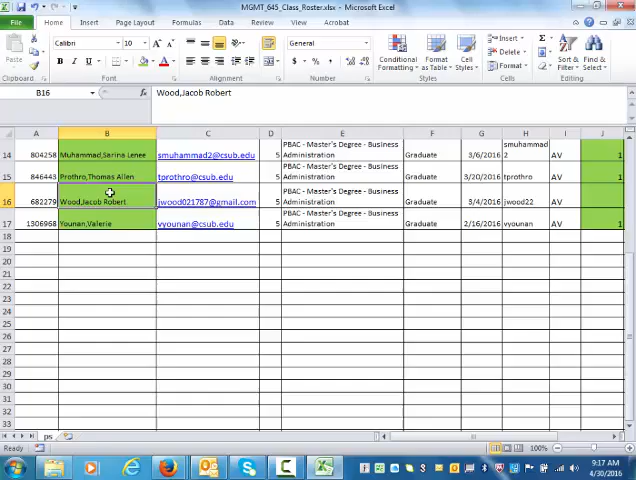 MGMT_645_Class_Roster.xlsx - Microsoft Excel
File Home Insert Page Layout Formulas Data Review View Acrobat
Calibri 10 General Insert
Paste Conditional Format Cell Delete Sort & Find &
Formatting as Table Styles Format Filter Select
Clipboard Font Alignment Number Styles Cells Editing
B16 fx Wood,Jacob Robert
A B C D E F G H I J
14 804258 Muhammad,Sarina Lenee smuhammad2@csub.edu 5 PBAC - Master's Degree - Business Administration Graduate 3/6/2016 smuhammad2 AV 1
15 846443 Prothro,Thomas Allen tprothro@csub.edu 5 PBAC - Master's Degree - Business Administration Graduate 3/20/2016 tprothro AV 1
16 682279 Wood,Jacob Robert jwood021787@gmail.com 5 PBAC - Master's Degree - Business Administration Graduate 3/4/2016 jwood22 AV
17 1306968 Younan,Valerie vyounan@csub.edu 5 PBAC - Master's Degree - Business Administration Graduate 2/16/2016 vyounan AV 1
18
19
20
21
22
23
24
25
26
27
28
29
30
31
32
33
ps
Ready 100%
9:17 AM
4/30/2016